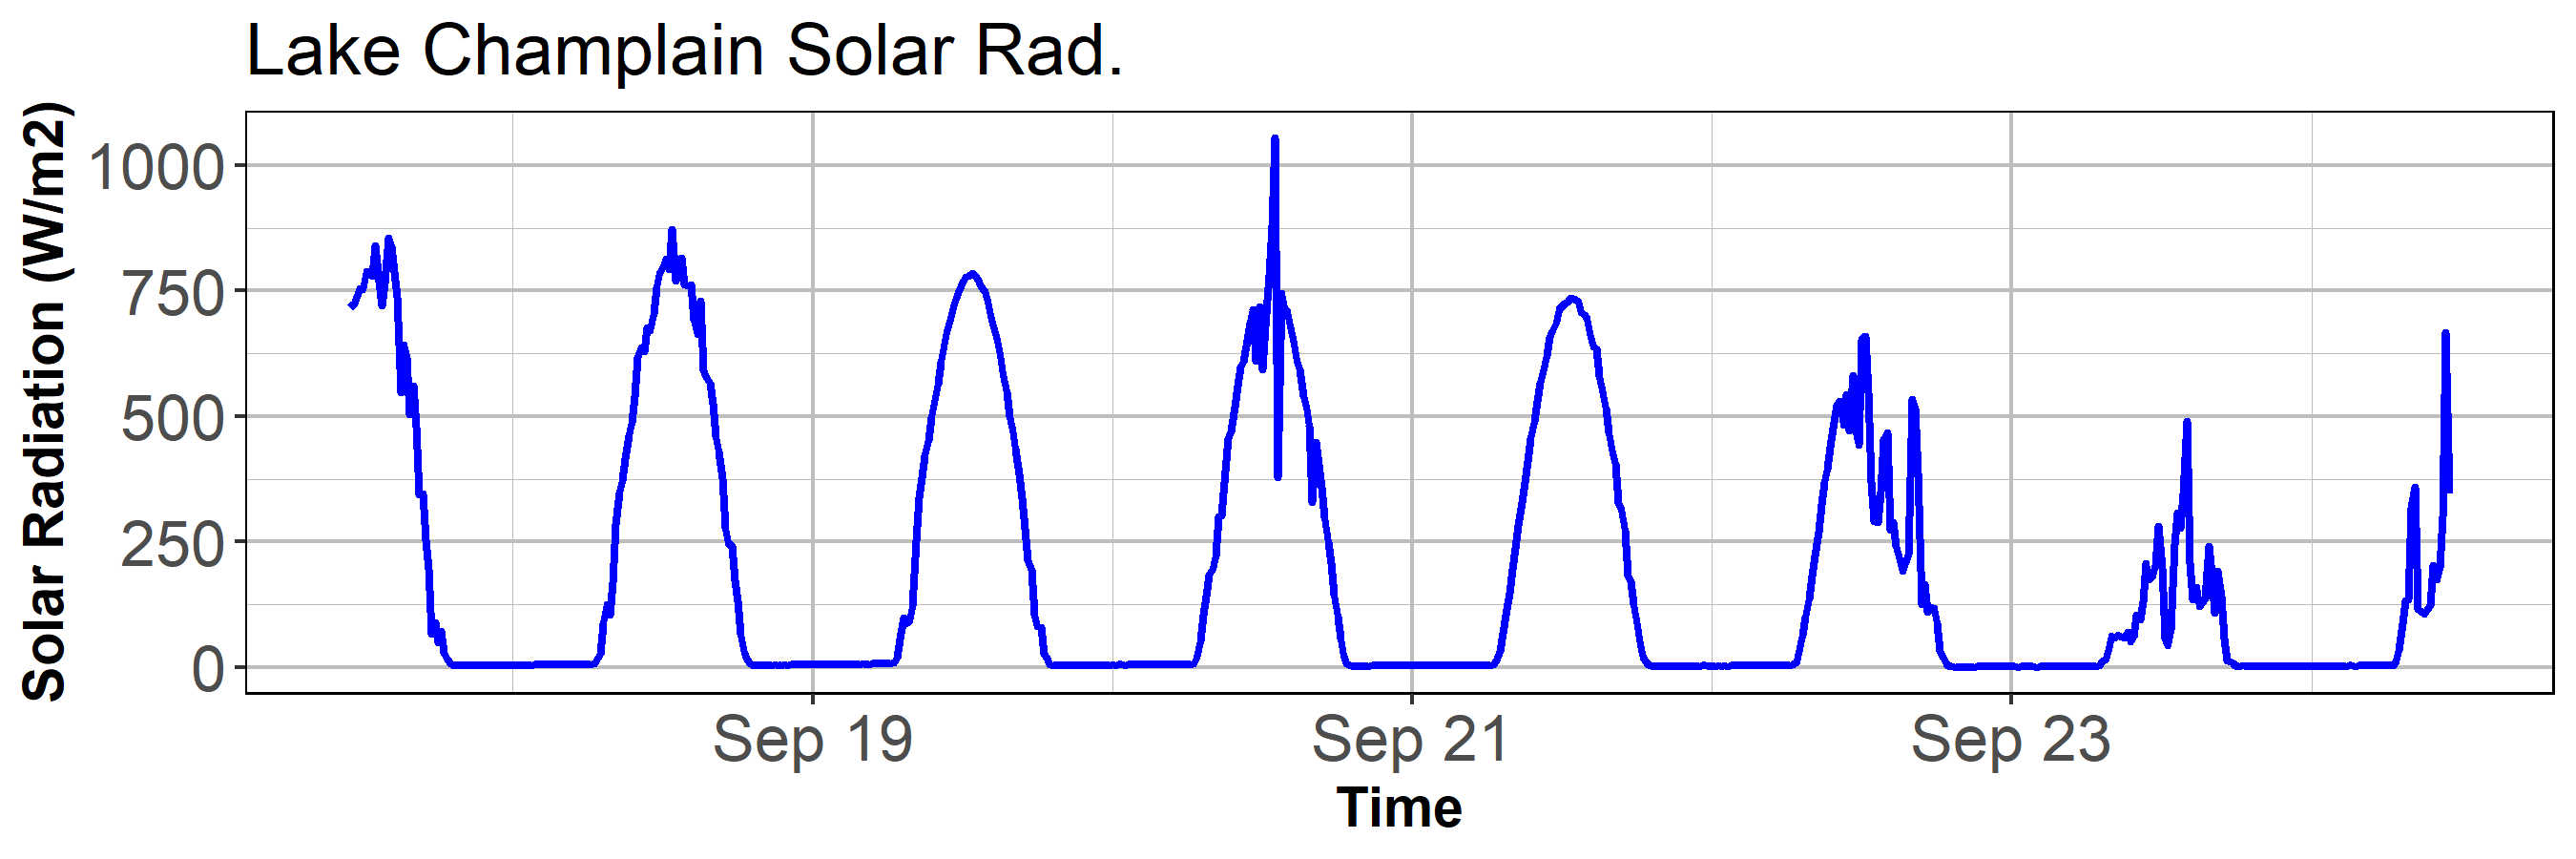 Lake Champlain Solar Rad.
Solar Radiation (W/m2)
1000
750
500
250
0
Sep 19
Sep 21
Sep 23
Time